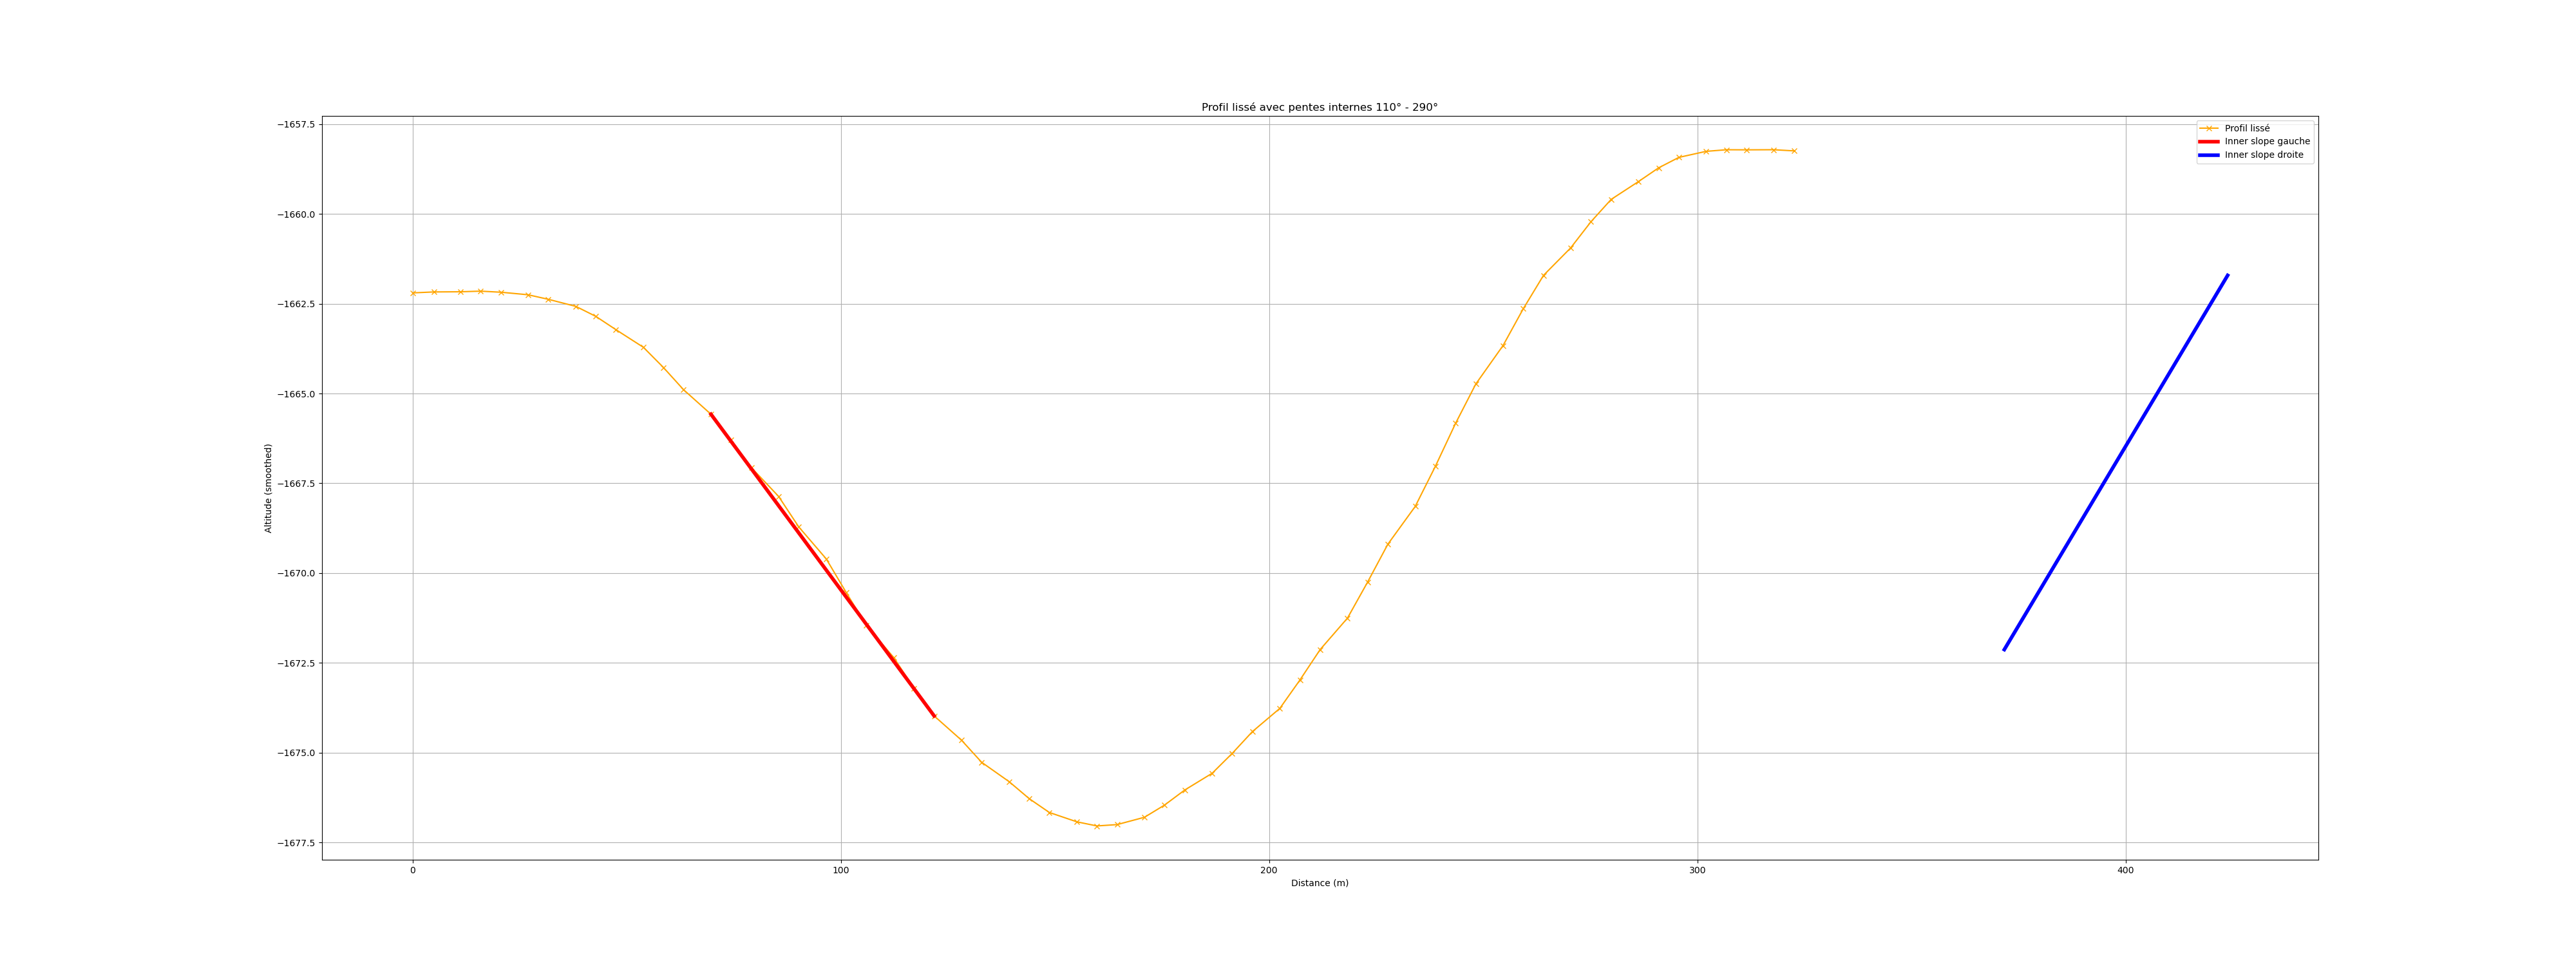 Profil lissé avec pentes internes 110° - 290°
Profil lissé
Inner slope gauche
Inner slope droite
−1657.5
−1660.0
−1662.5
−1665.0
−1667.5
−1670.0
−1672.5
−1675.0
−1677.5
Altitude (smoothed)
0 100 200 300 400
Distance (m)